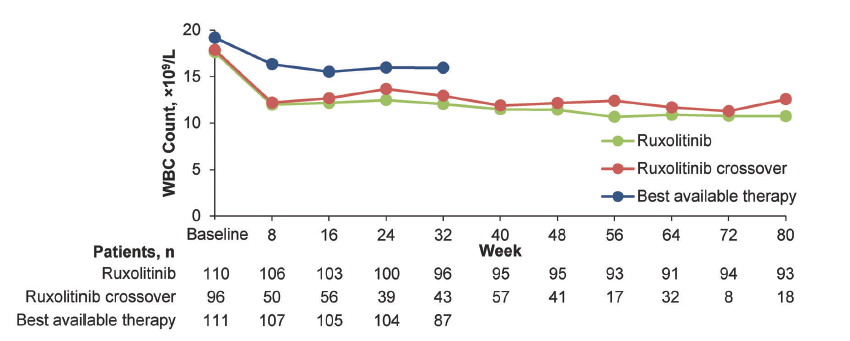 20
15
10
5
0
WBC Count, ×10⁹/L
Ruxolitinib
Ruxolitinib crossover
Best available therapy
Baseline 8 16 24 32 40 48 56 64 72 80
Week
Patients, n
Ruxolitinib 110 106 103 100 96 95 95 93 91 94 93
Ruxolitinib crossover 96 50 56 39 43 57 41 17 32 8 18
Best available therapy 111 107 105 104 87